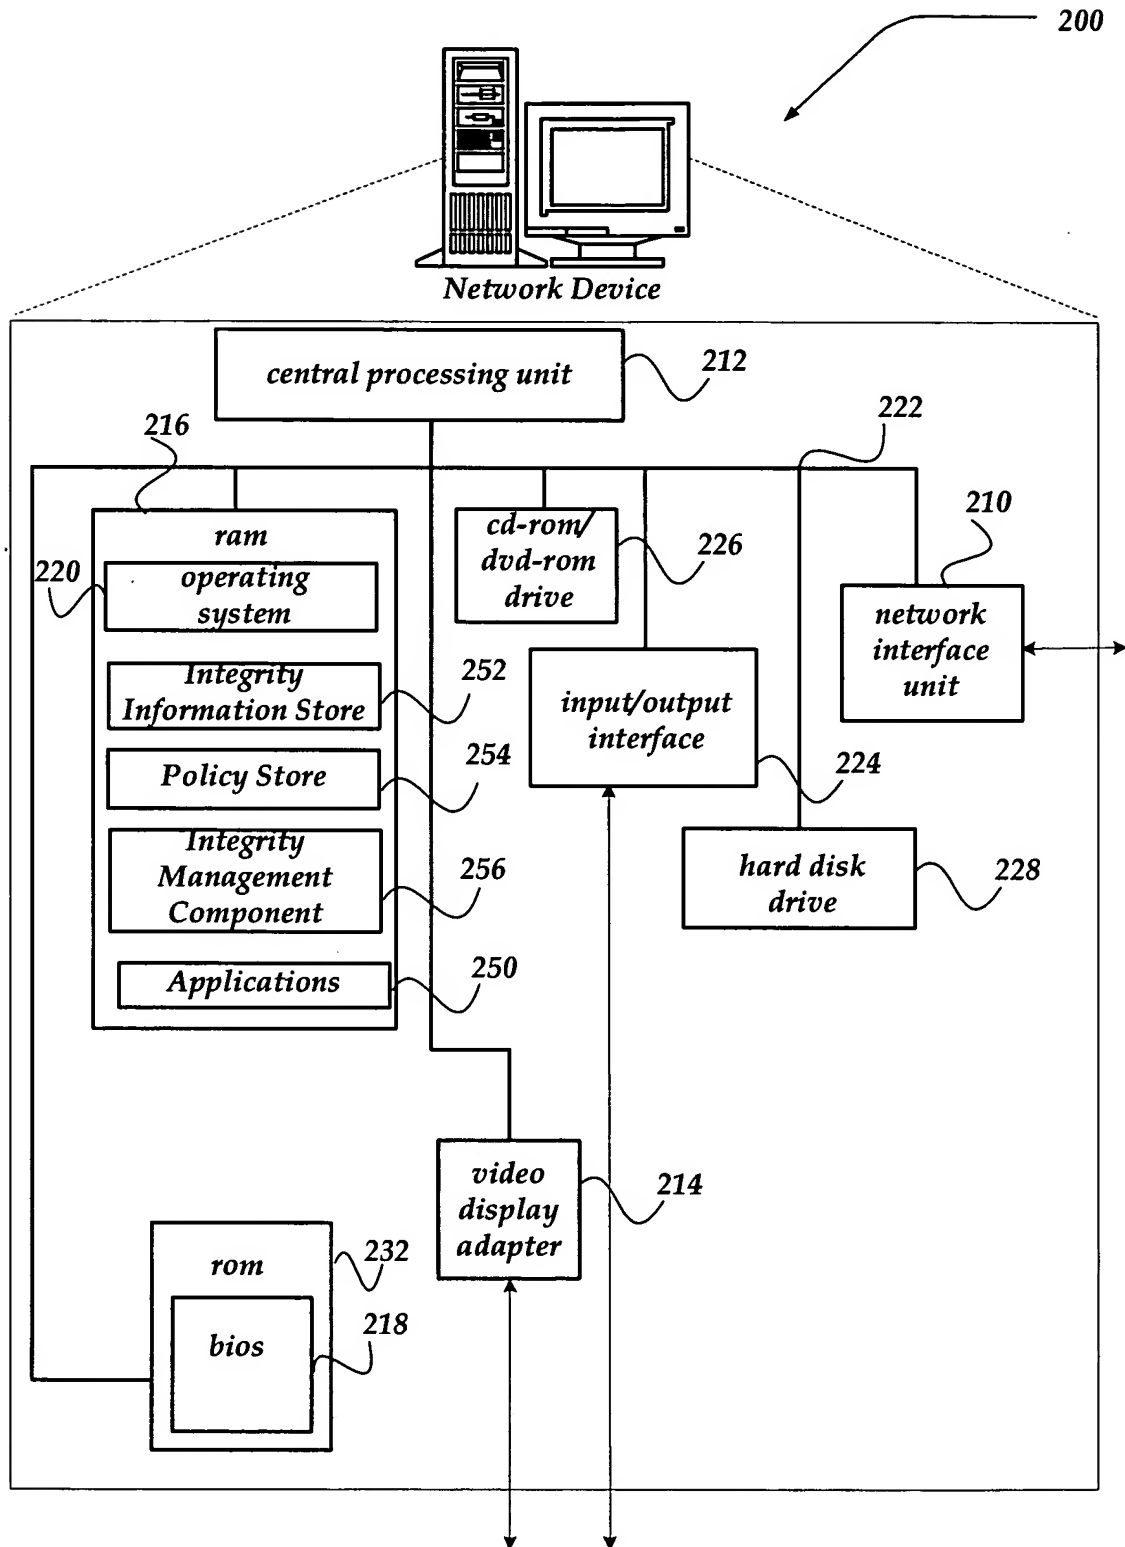 200
Network Device
central processing unit
212
216
222
ram
cd-rom/
dvd-rom
drive
226
210
220
operating
system
network
interface
unit
Integrity
Information Store
252
input/output
interface
Policy Store
254
224
Integrity
Management
Component
256
hard disk
drive
228
Applications
250
video
display
adapter
214
rom
232
bios
218